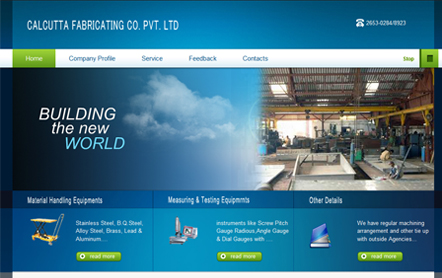 CALCUTTA FABRICATING CO. PVT. LTD
2653-0284/8923
Home Company Profile Service Feedback Contacts Shop
BUILDING
the new
WORLD
Material Handling Equipments
Stainless Steel, B.Q.Steel,
Alloy Steel, Brass, Lead &
Aluminum....
read more
Measuring & Testing Equipmnts
instruments like Screw Pitch
Gauge Radious,Angle Gauge
& Dial Gauges with ....
read more
Other Details
We have regular machining
arrangement and other tie up
with outside Agencies...
read more